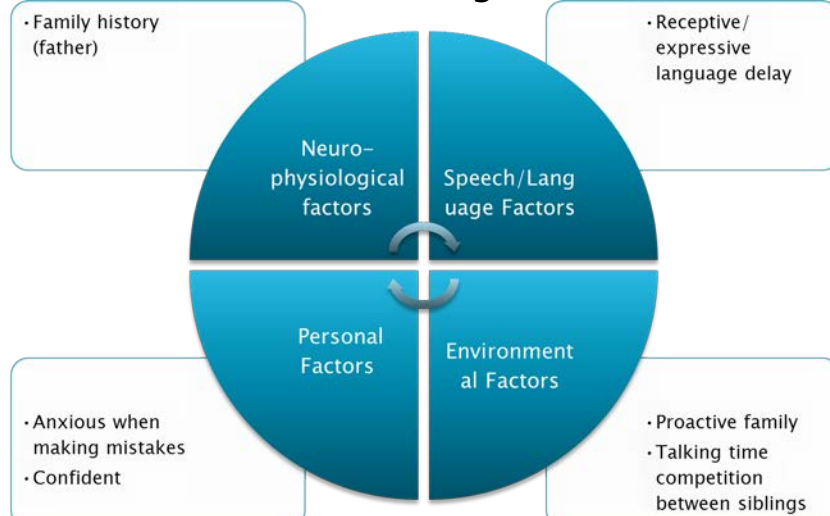 · Family history
(father)
· Receptive/
expressive
language delay
Neuro-
physiological
factors
Speech/Lang
uage Factors
Personal
Factors
Environment
al Factors
· Anxious when
making mistakes
· Confident
· Proactive family
· Talking time
competition
between siblings